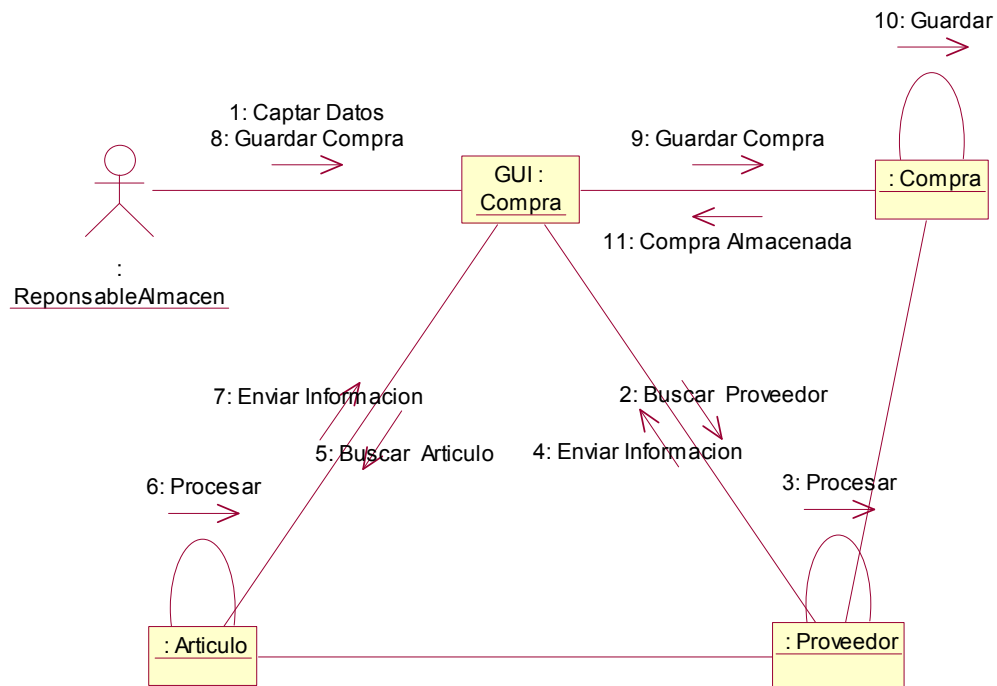 10: Guardar
1: Captar Datos
8: Guardar Compra
9: Guardar Compra
GUI :
Compra
: Compra
11: Compra Almacenada
:
ReponsableAlmacen
7: Enviar Informacion
2: Buscar Proveedor
5: Buscar Articulo
4: Enviar Informacion
6: Procesar
3: Procesar
: Articulo
: Proveedor